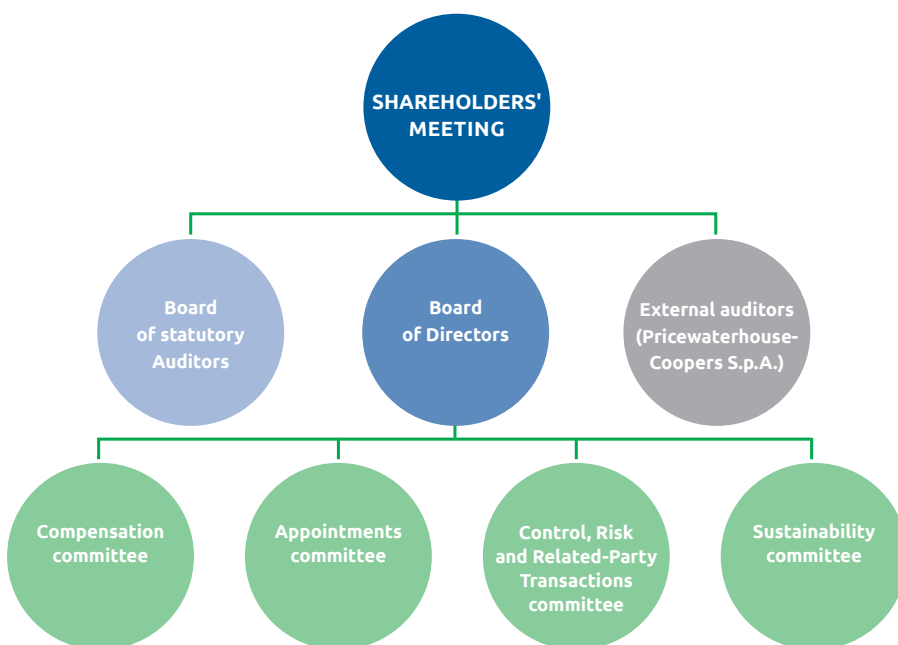 SHAREHOLDERS'
MEETING
Board
of statutory
Auditors
Board
of Directors
External auditors
(Pricewaterhouse-
Coopers S.p.A.)
Compensation
committee
Appointments
committee
Control, Risk
and Related-Party
Transactions
committee
Sustainability
committee